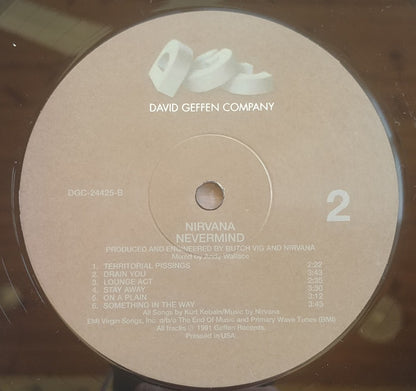 DAVID GEFFEN COMPANY
DGC-24425-B
2
NIRVANA
NEVERMIND
PRODUCED AND ENGINEERED BY BUTCH VIG AND NIRVANA
Mixed by Andy Wallace
1. TERRITORIAL PISSINGS 2:22
2. DRAIN YOU 3:43
3. LOUNGE ACT 2:35
4. STAY AWAY 3:30
5. ON A PLAIN 3:12
6. SOMETHING IN THE WAY 3:43
All Songs by Kurt Kobain/Music by Nirvana
EMI Virgin Songs, Inc. o/b/o The End Of Music and Primary Wave Tunes (BMI)
All Tracks ℗ 1991 Geffen Records.
Pressed in USA